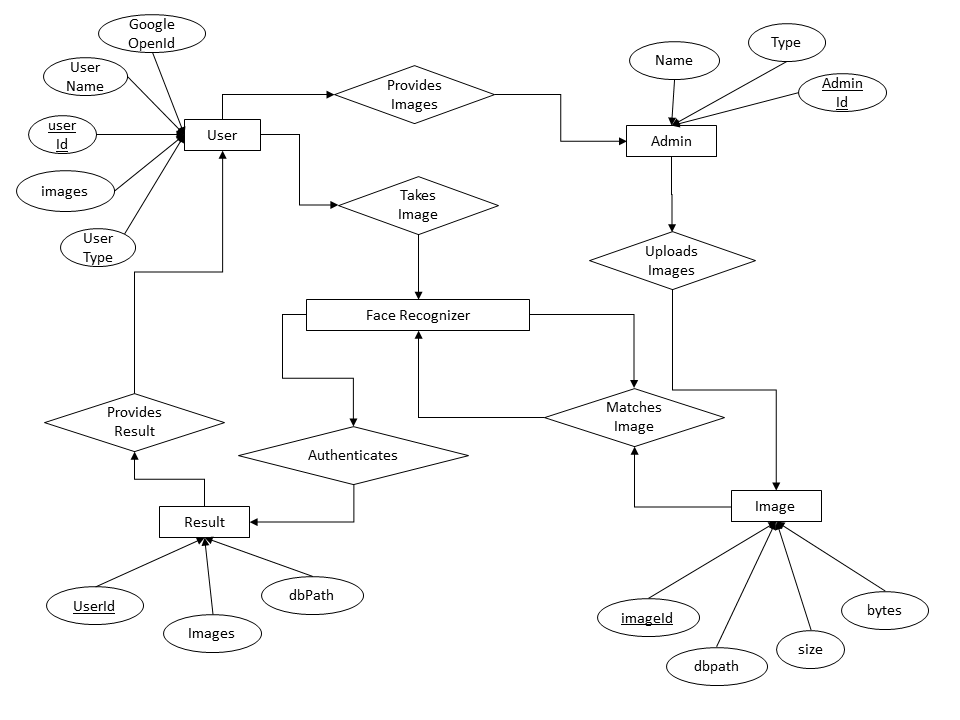 Google
OpenId
User
Name
user
Id
images
User
Type
User
Provides
Images
Name
Type
Admin
Id
Admin
Takes
Image
Uploads
Images
Face Recognizer
Provides
Result
Matches
Image
Authenticates
Result
Image
UserId
Images
dbPath
imageId
dbpath
size
bytes